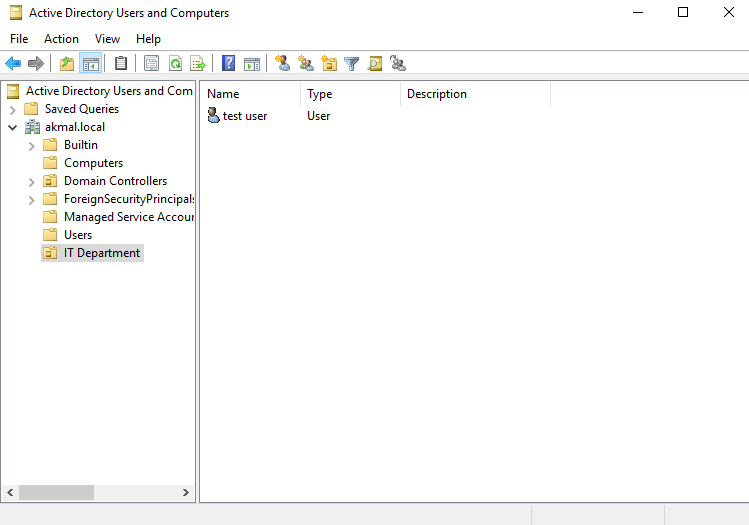 Active Directory Users and Computers
File Action View Help
Active Directory Users and Com
Saved Queries
akmal.local
Builtin
Computers
Domain Controllers
ForeignSecurityPrincipals
Managed Service Accour
Users
IT Department
Name Type Description
test user User